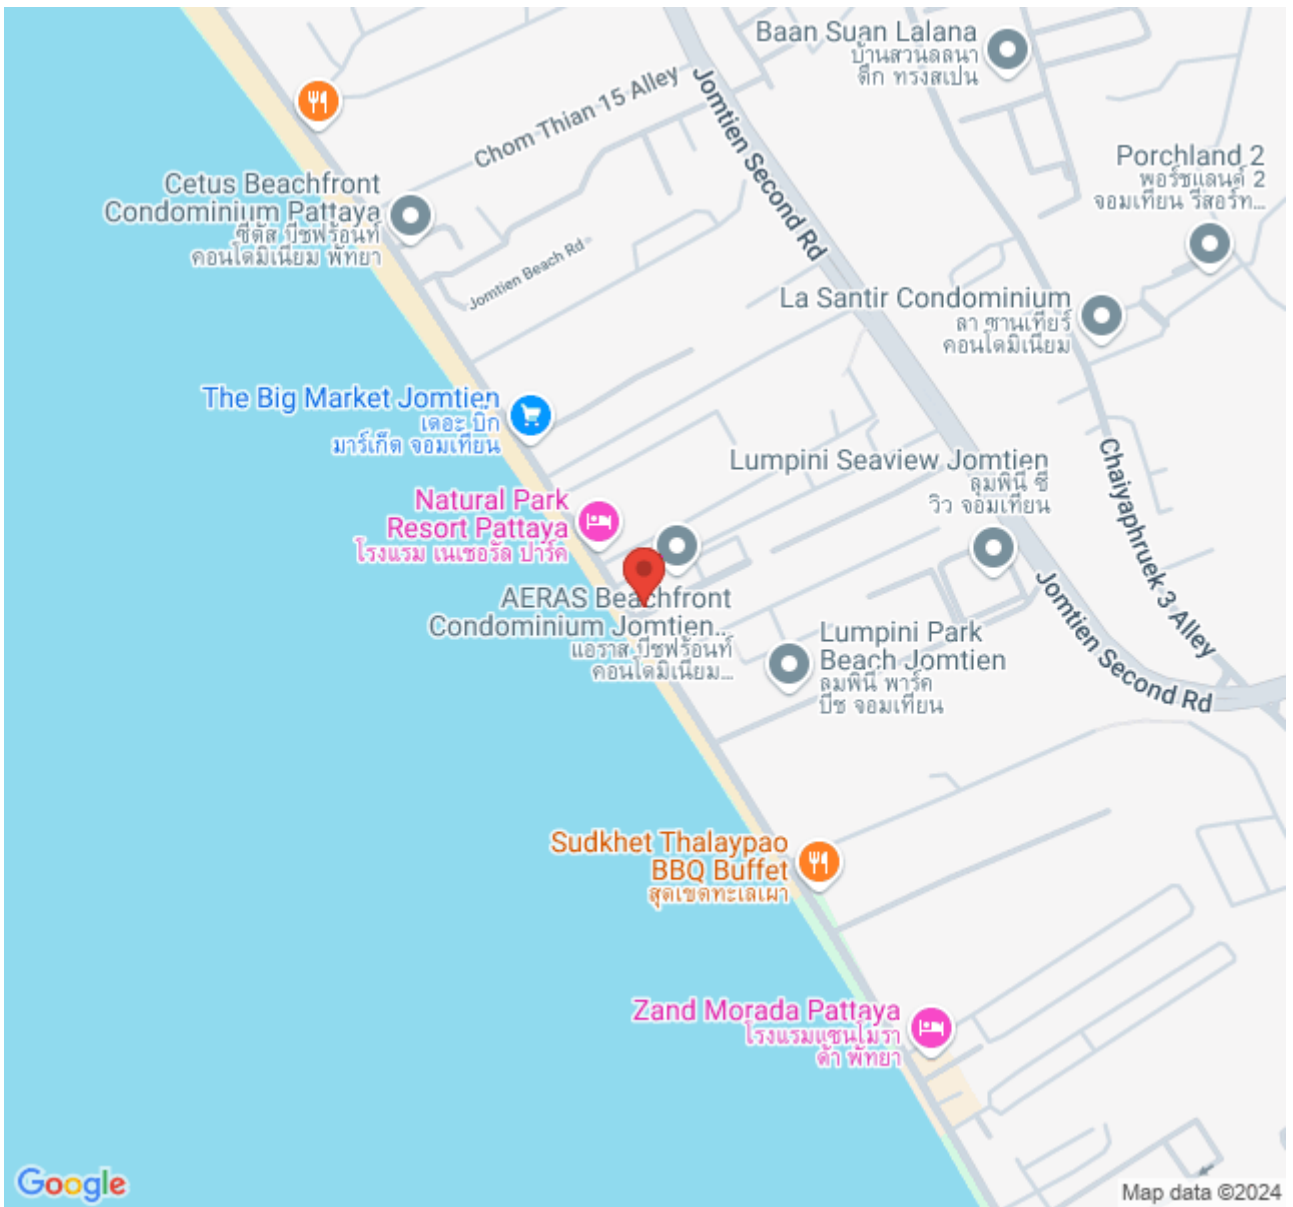 Baan Suan Lalana
บ้านสวนลลนา
ตึก ทรงสเปน
Chom Thian 15 Alley
Jomtien Second Rd
Porchland 2
พอร์ชแลนด์ 2
จอมเทียน รีสอร์ท...
Cetus Beachfront
Condominium Pattaya
ซีตัส บีชฟร้อนท์
คอนโดมิเนียม พัทยา
Jomtien Beach Rd
La Santir Condominium
ลา ซานเทียร์
คอนโดมิเนียม
The Big Market Jomtien
เดอะ บิ๊ก
มาร์เก็ต จอมเทียน
Chaiyaphruek 3 Alley
Lumpini Seaview Jomtien
ลุมพินี ซี
วิว จอมเทียน
Natural Park
Resort Pattaya
โรงแรม เนเชอรัล ปาร์ค
AERAS Beachfront
Condominium Jomtien...
แอราส บีชฟร้อนท์
คอนโดมิเนียม...
Jomtien Second Rd
Lumpini Park
Beach Jomtien
ลุมพินี พาร์ค
บีช จอมเทียน
Sudkhet Thalaypao
BBQ Buffet
สุดเขตทะเลเผา
Zand Morada Pattaya
โรงแรมแซนโมรา
ด้า พัทยา
Google
Map data ©2024